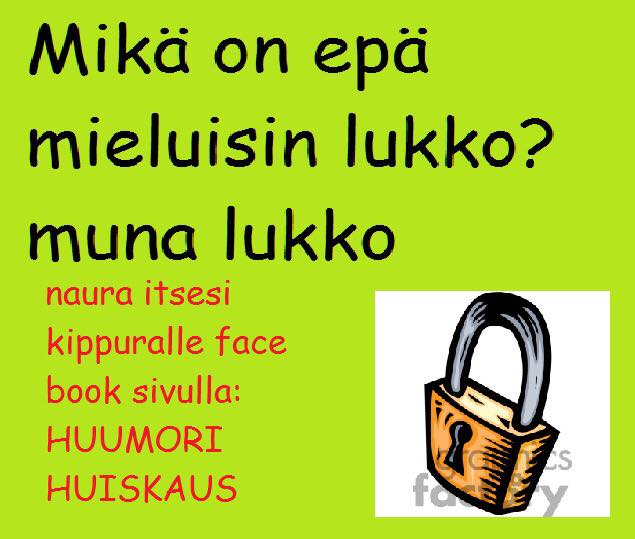 Mikä on epä
mieluisin lukko?
muna lukko
naura itsesi
kippuralle face
book sivulla:
HUUMORI
HUISKAUS
graphics
factory